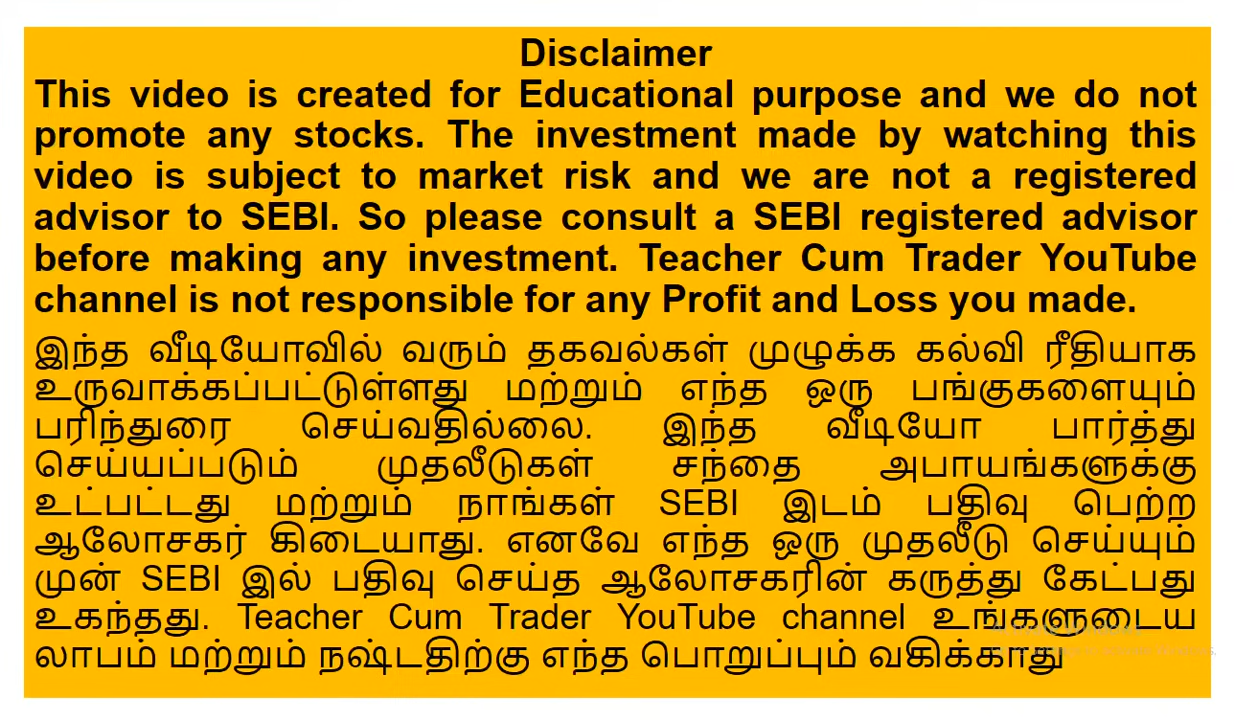 Disclaimer
This video is created for Educational purpose and we do not
promote any stocks. The investment made by watching this
video is subject to market risk and we are not a registered
advisor to SEBI. So please consult a SEBI registered advisor
before making any investment. Teacher Cum Trader YouTube
channel is not responsible for any Profit and Loss you made.
இந்த வீடியோவில் வரும் தகவல்கள் முழுக்க கல்வி ரீதியாக
உருவாக்கப்பட்டுள்ளது மற்றும் எந்த ஒரு பங்குகளையும்
பரிந்துரை செய்வதில்லை. இந்த வீடியோ பார்த்து
செய்யப்படும் முதலீடுகள் சந்தை அபாயங்களுக்கு
உட்பட்டது மற்றும் நாங்கள் SEBI இடம் பதிவு பெற்ற
ஆலோசகர் கிடையாது. எனவே எந்த ஒரு முதலீடு செய்யும்
முன் SEBI இல் பதிவு செய்த ஆலோசகரின் கருத்து கேட்பது
உகந்தது. Teacher Cum Trader YouTube channel உங்களுடைய
லாபம் மற்றும் நஷ்டதிற்கு எந்த பொறுப்பும் வகிக்காது